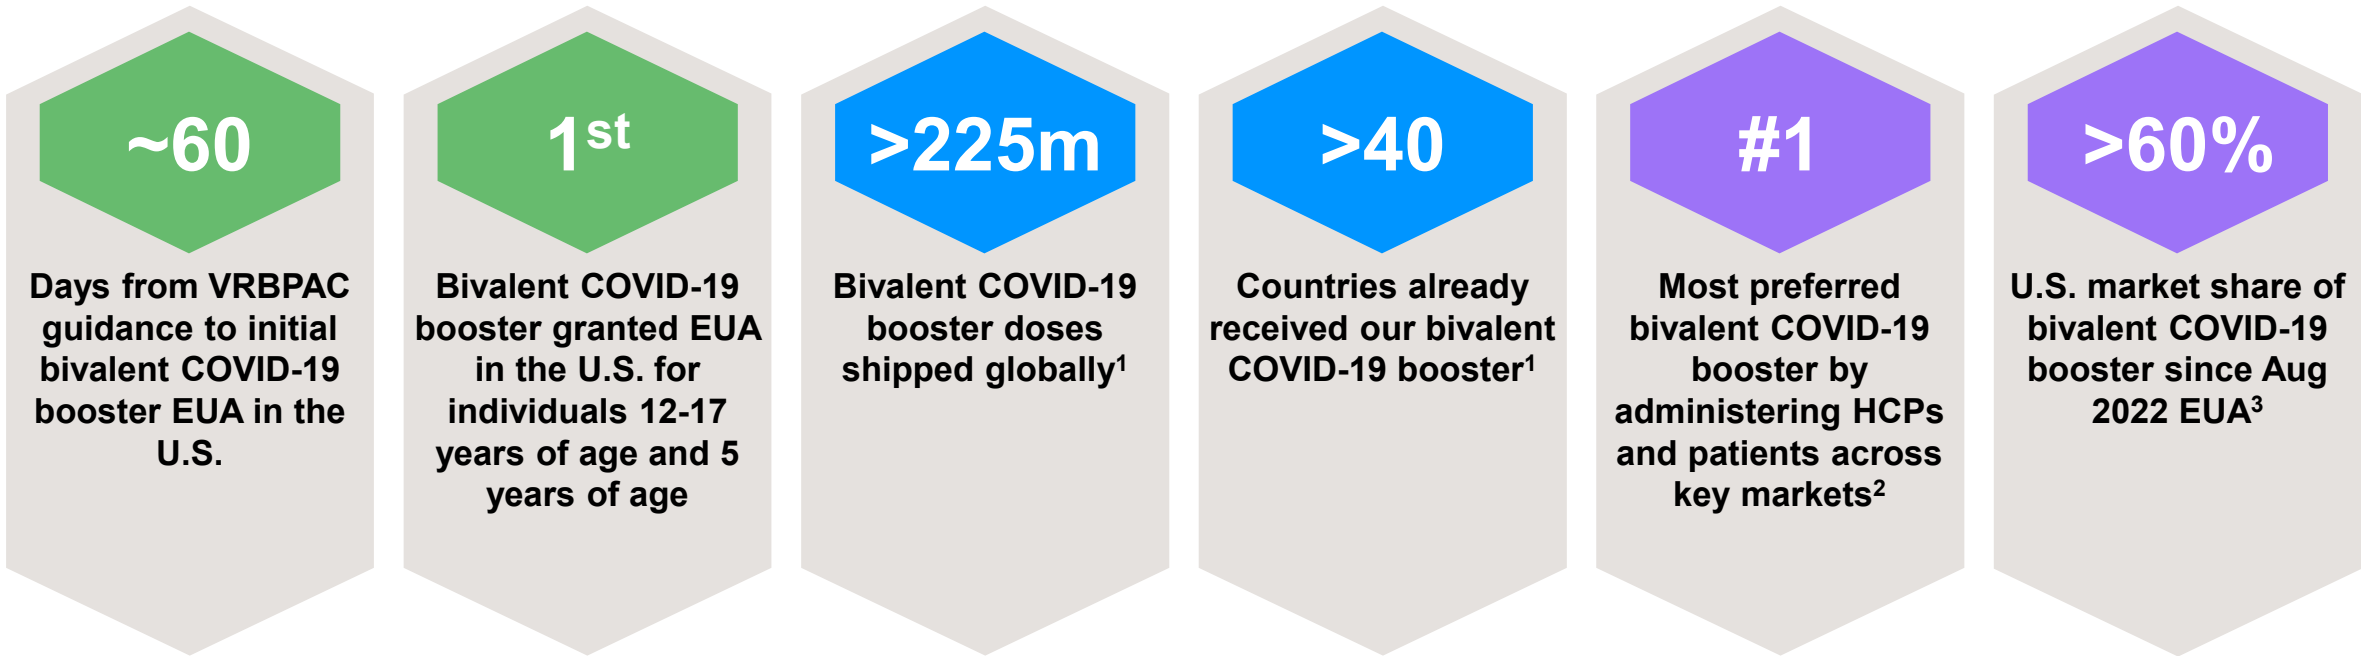 ~60
Days from VRBPAC
guidance to initial
bivalent COVID-19
booster EUA in the
U.S.
1st
Bivalent COVID-19
booster granted EUA
in the U.S. for
individuals 12-17
years of age and 5
years of age
>225m
Bivalent COVID-19
booster doses
shipped globally1
>40
Countries already
received our bivalent
COVID-19 booster1
#1
Most preferred
bivalent COVID-19
booster by
administering HCPs
and patients across
key markets2
>60%
U.S. market share of
bivalent COVID-19
booster since Aug
2022 EUA3